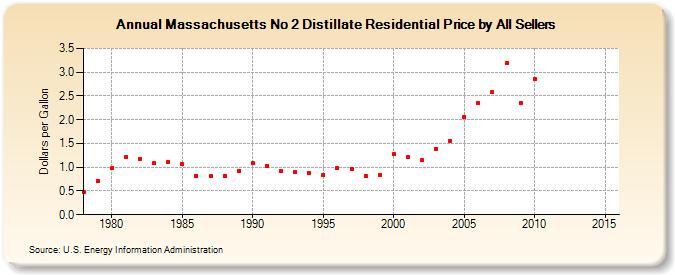 Annual Massachusetts No 2 Distillate Residential Price by All Sellers
Dollars per Gallon
3.5
3.0
2.5
2.0
1.5
1.0
0.5
0.0
1980 1985 1990 1995 2000 2005 2010 2015
Source: U.S. Energy Information Administration